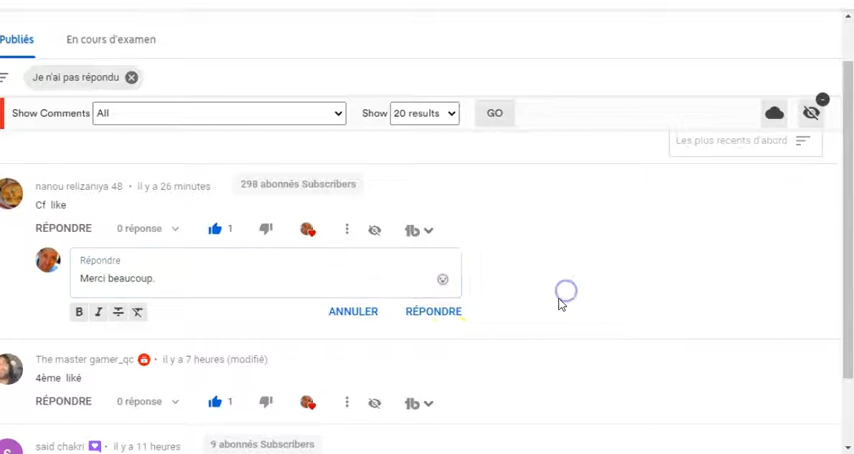 Publiés En cours d'examen
Je n'ai pas répondu
Show Comments All Show 20 results GO
Les plus récents d'abord
nanou relizaniya 48 • il y a 26 minutes 298 abonnés Subscribers
Cf like
RÉPONDRE 0 réponse 1
Répondre
Merci beaucoup.
B I S T ANNULER RÉPONDRE
The master gamer_qc • il y a 7 heures (modifié)
4ème liké
RÉPONDRE 0 réponse 1
said chakri • il y a 11 heures 9 abonnés Subscribers
S